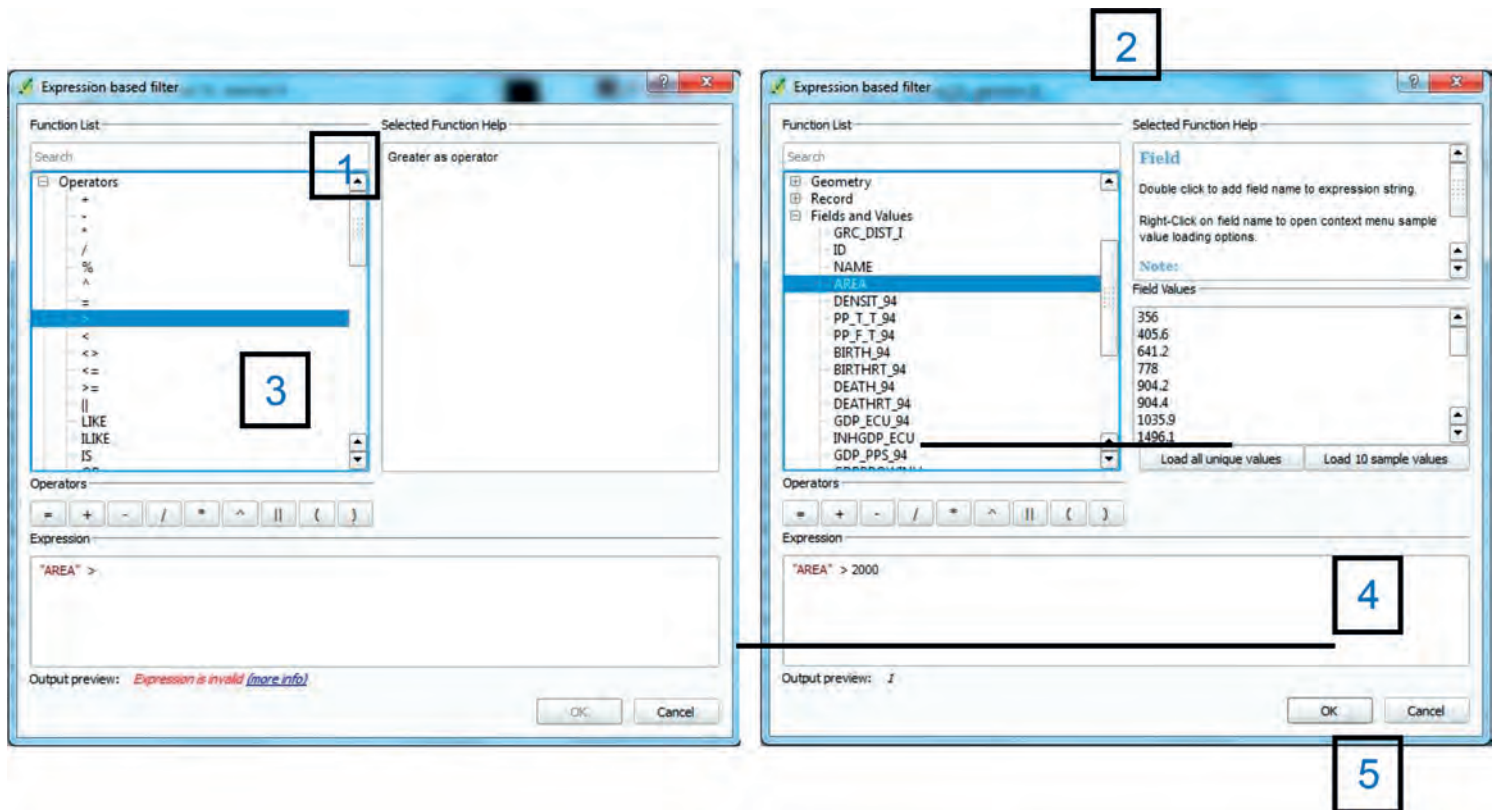 2
Expression based filter
Function List
Selected Function Help
Search
1
Greater as operator
Operators
+
-
*
/
%
^
=
>
<
<>
<=
>=
||
LIKE
ILIKE
IS
3
Operators
= + - / * ^ || ( )
Expression
"AREA" >
Output preview: Expression is invalid (more info)
OK Cancel
Expression based filter
Function List
Selected Function Help
Search
Geometry
Record
Fields and Values
GRC_DIST_I
ID
NAME
AREA
DENSIT_94
PP_T_T_94
PP_F_T_94
BIRTH_94
BIRTHRT_94
DEATH_94
DEATHRT_94
GDP_ECU_94
INHGDP_ECU
GDP_PPS_94
Field
Double click to add field name to expression string.
Right-Click on field name to open context menu sample
value loading options.
Note:
Field Values
356
405.6
641.2
778
904.2
904.4
1035.9
1496.1
Load all unique values Load 10 sample values
Operators
= + - / * ^ || ( )
Expression
"AREA" > 2000
4
Output preview: 1
OK Cancel
5